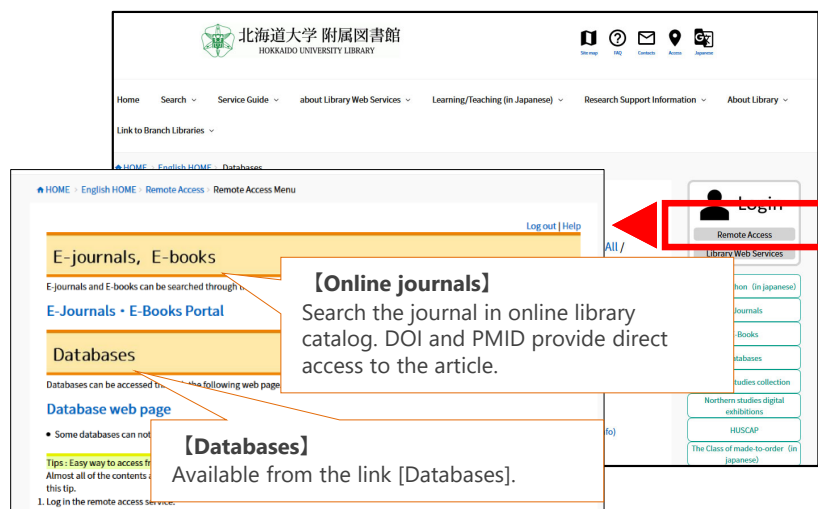 北海道大学 附属図書館
HOKKAIDO UNIVERSITY LIBRARY
Site map FAQ Contacts Access Japanese
Home Search Service Guide about Library Web Services Learning/Teaching (in Japanese) Research Support Information About Library
Link to Branch Libraries
HOME > English HOME > Databases
Login
Remote Access
Library Web Services
(in japanese)
Journals
Books
studies collection
Northern studies digital
exhibitions
HUSCAP
The Class of made-to-order (in
japanese)
All /
HOME > English HOME > Remote Access > Remote Access Menu
Log out | Help
E-journals, E-books
E-journals and E-books can be searched through
E-Journals・E-Books Portal
Databases
Databases can be accessed the following web page
Database web page
• Some databases can not
Tips : Easy way to access
Almost all of the contents
this tip.
1. Log in the remote access service.
【Online journals】
Search the journal in online library
catalog. DOI and PMID provide direct
access to the article.
【Databases】
Available from the link [Databases].